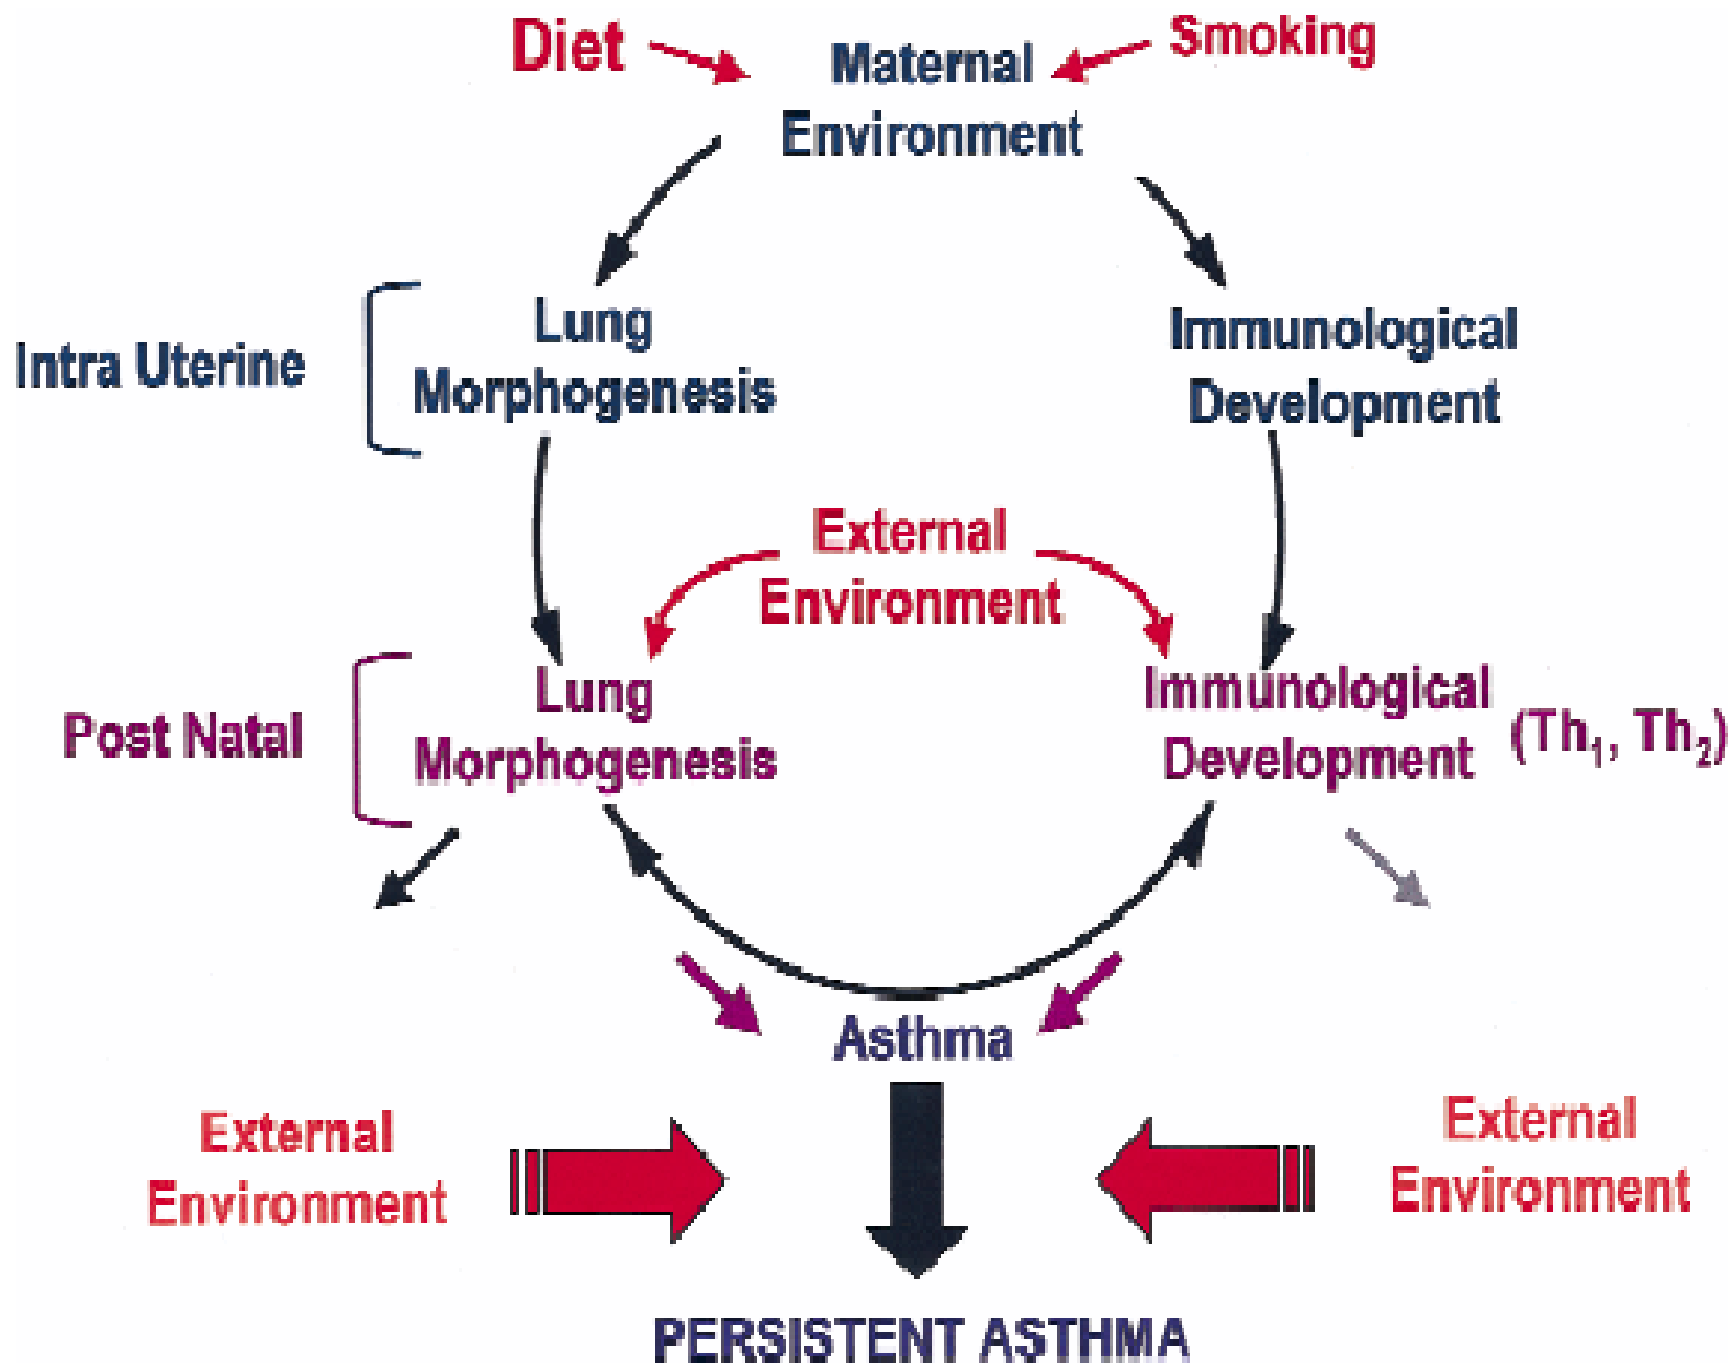 Diet
Smoking
Maternal
Environment
Intra Uterine
Lung
Morphogenesis
Immunological
Development
External
Environment
Post Natal
Lung
Morphogenesis
Immunological
Development
(Th₁, Th₂)
Asthma
External
Environment
External
Environment
PERSISTENT ASTHMA